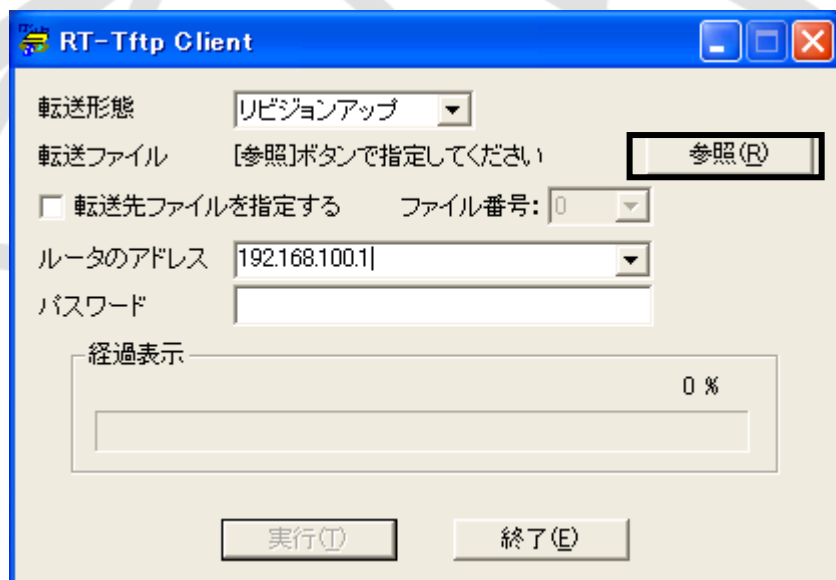 RT-Tftp Client
転送形態 リビジョンアップ
転送ファイル [参照]ボタンで指定してください 参照(R)
転送先ファイルを指定する ファイル番号: 0
ルータのアドレス 192.168.100.1
パスワード
経過表示
0 %
実行(T) 終了(E)